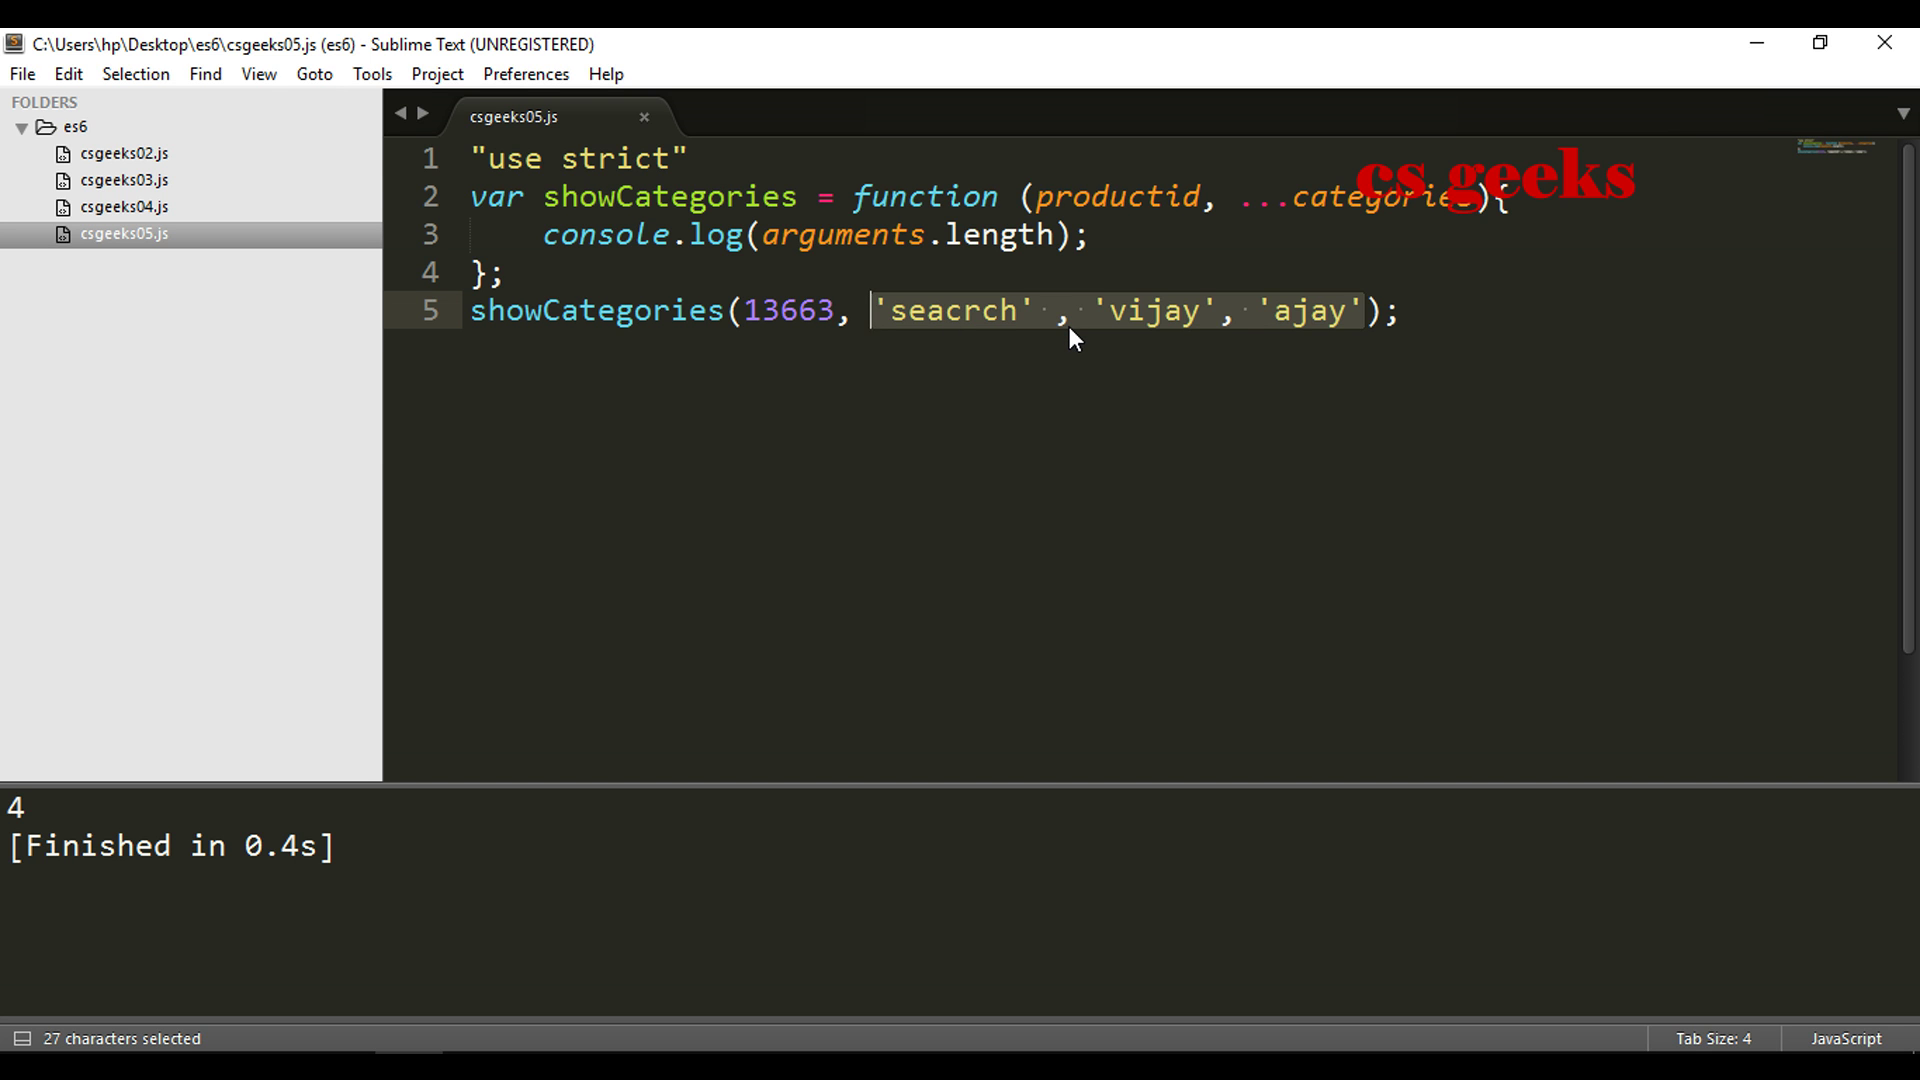 C:\Users\hp\Desktop\es6\csgeeks05.js (es6) - Sublime Text (UNREGISTERED)
File Edit Selection Find View Goto Tools Project Preferences Help
FOLDERS
es6
csgeeks02.js
csgeeks03.js
csgeeks04.js
csgeeks05.js
csgeeks05.js
cs geeks
1 "use strict"
2 var showCategories = function (productid, ...categories){
3 console.log(arguments.length);
4 };
5 showCategories(13663, 'seacrch' , 'vijay', 'ajay');
4
[Finished in 0.4s]
27 characters selected
Tab Size: 4
JavaScript